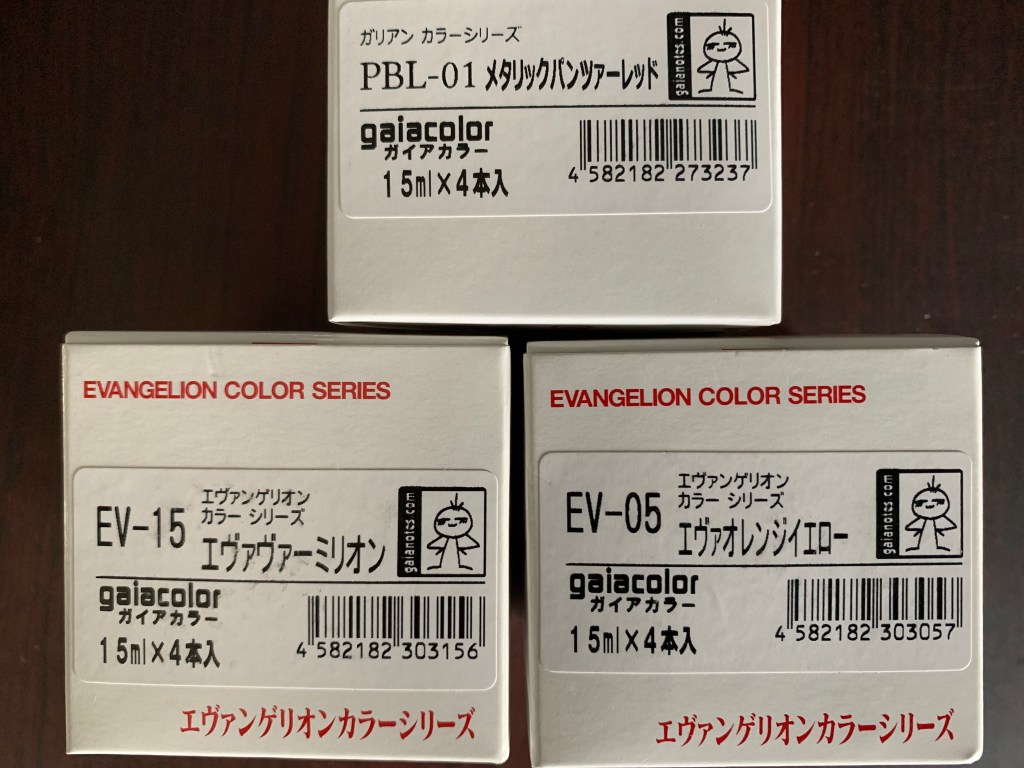 ガリアン カラーシリーズ
PBL-01 メタリックパンツァーレッド
gaianotes.com
gaiacolor
ガイアカラー
15ml×4本入
4 582182 273237
EVANGELION COLOR SERIES
EV-15
エヴァンゲリオン
カラー シリーズ
エヴァヴァーミリオン
gaianotes.com
gaiacolor
ガイアカラー
15ml×4本入
4 582182 303156
エヴァンゲリオンカラーシリーズ
EVANGELION COLOR SERIES
EV-05
エヴァンゲリオン
カラー シリーズ
エヴァオレンジイエロー
gaianotes.com
gaiacolor
ガイアカラー
15ml×4本入
4 582182 303057
エヴァンゲリオンカラーシリーズ